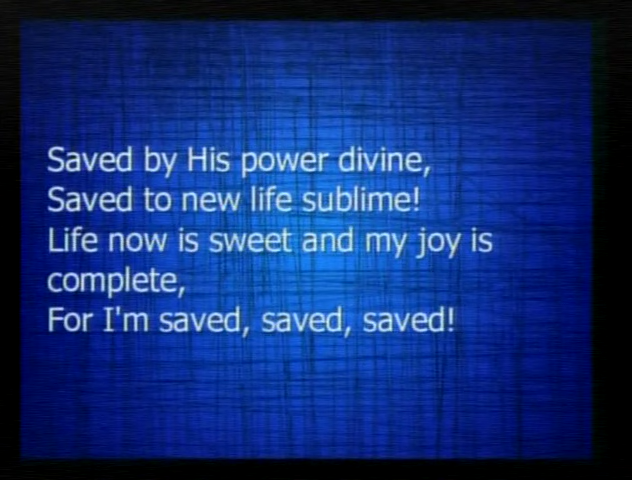 Saved by His power divine,
Saved to new life sublime!
Life now is sweet and my joy is
complete,
For I'm saved, saved, saved!